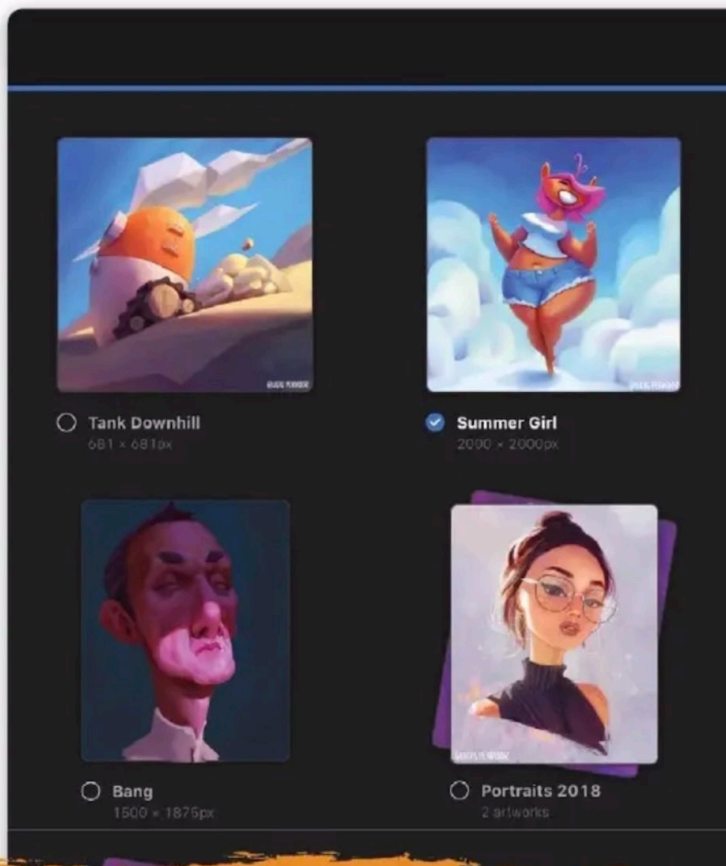 Tank Downhill
Summer Girl
681 × 681px
2000 × 2000px
Bang
Portraits 2018
1500 × 1875px
2 artworks